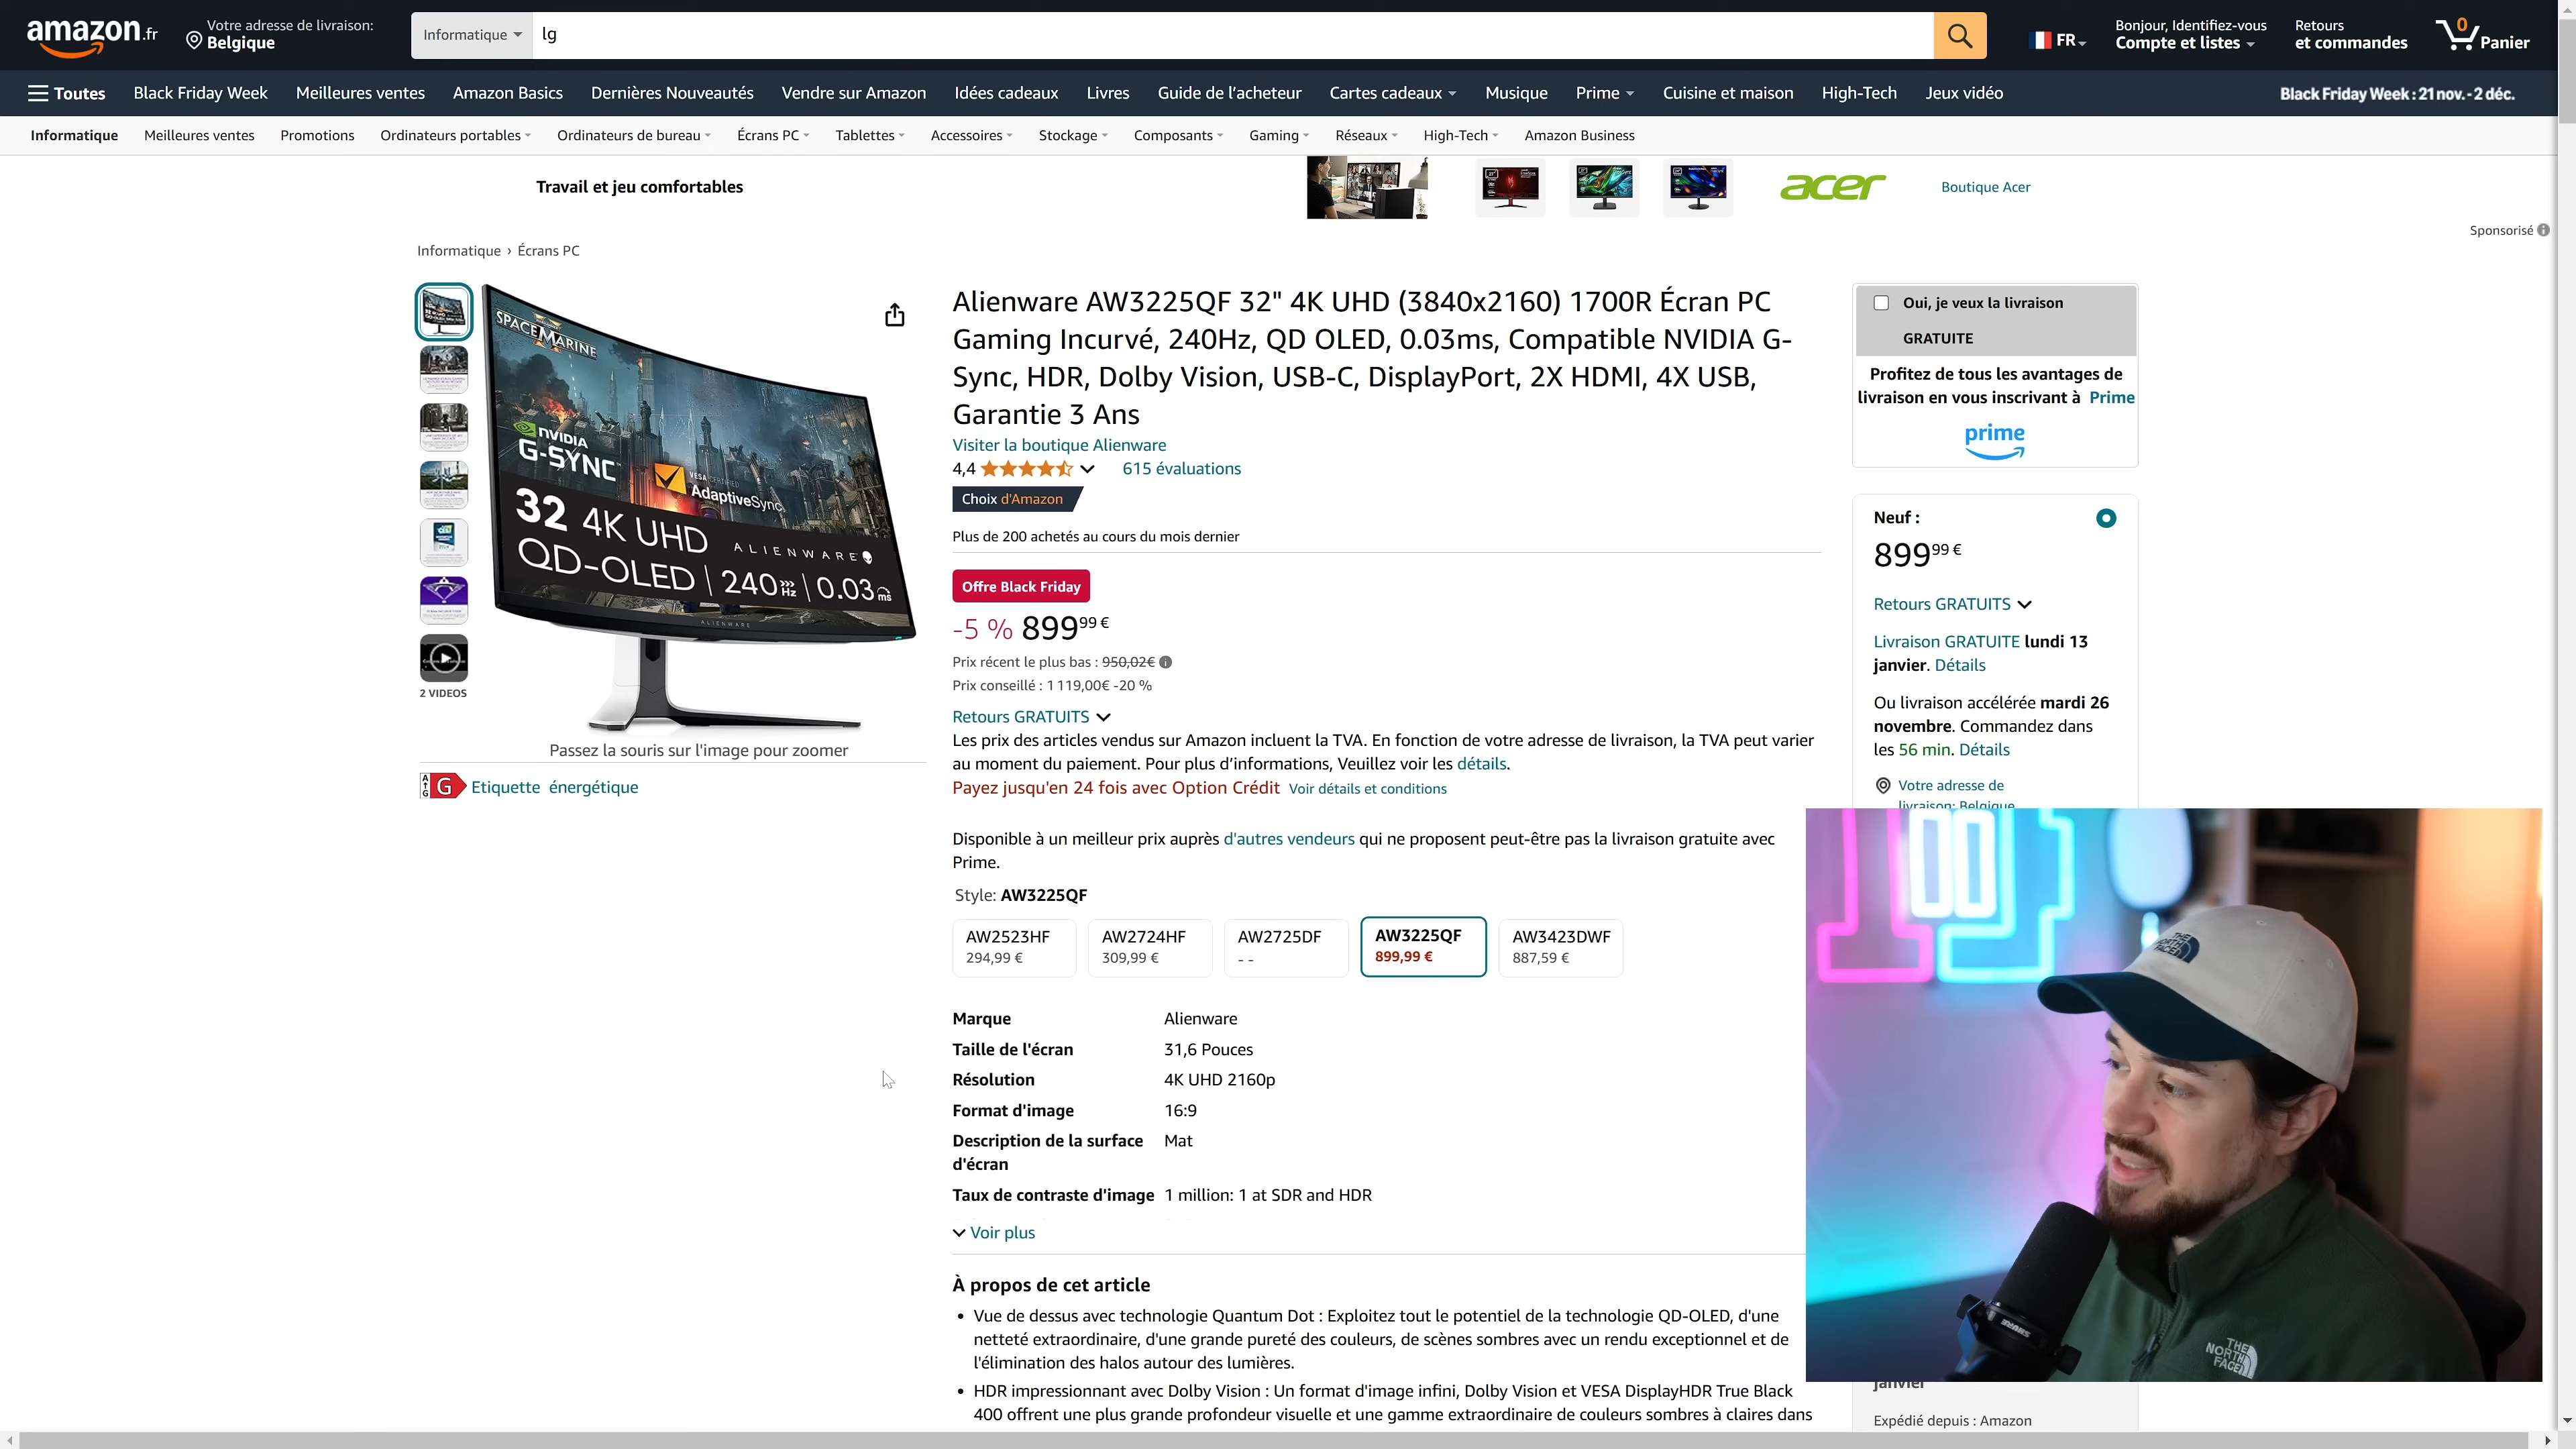 amazon.fr
Votre adresse de livraison:
Belgique
Informatique
lg
FR
Bonjour, Identifiez-vous
Compte et listes
Retours
et commandes
0
Panier
Toutes
Black Friday Week
Meilleures ventes
Amazon Basics
Dernières Nouveautés
Vendre sur Amazon
Idées cadeaux
Livres
Guide de l’acheteur
Cartes cadeaux
Musique
Prime
Cuisine et maison
High-Tech
Jeux vidéo
Black Friday Week : 21 nov. - 2 déc.
Informatique
Meilleures ventes
Promotions
Ordinateurs portables
Ordinateurs de bureau
Écrans PC
Tablettes
Accessoires
Stockage
Composants
Gaming
Réseaux
High-Tech
Amazon Business
Travail et jeu comfortables
acer
Boutique Acer
Sponsorisé
Informatique › Écrans PC
SPACE MARINE
NVIDIA
G-SYNC
VESA CERTIFIED
AdaptiveSync
32 4K UHD
ALIENWARE
QD-OLED | 240 Hz | 0.03 ms
ALIENWARE
2 VIDEOS
Passez la souris sur l'image pour zoomer
A
G
G
Etiquette énergétique
Alienware AW3225QF 32" 4K UHD (3840x2160) 1700R Écran PC
Gaming Incurvé, 240Hz, QD OLED, 0.03ms, Compatible NVIDIA G-
Sync, HDR, Dolby Vision, USB-C, DisplayPort, 2X HDMI, 4X USB,
Garantie 3 Ans
Visiter la boutique Alienware
4,4
615 évaluations
Choix d'Amazon
Plus de 200 achetés au cours du mois dernier
Offre Black Friday
-5 % 899 99 €
Prix récent le plus bas : 950,02€
Prix conseillé : 1 119,00€ -20 %
Retours GRATUITS
Les prix des articles vendus sur Amazon incluent la TVA. En fonction de votre adresse de livraison, la TVA peut varier
au moment du paiement. Pour plus d’informations, Veuillez voir les détails.
Payez jusqu'en 24 fois avec Option Crédit Voir détails et conditions
Disponible à un meilleur prix auprès d'autres vendeurs qui ne proposent peut-être pas la livraison gratuite avec
Prime.
Style: AW3225QF
AW2523HF
294,99 €
AW2724HF
309,99 €
AW2725DF
- -
AW3225QF
899,99 €
AW3423DWF
887,59 €
Marque Alienware
Taille de l'écran 31,6 Pouces
Résolution 4K UHD 2160p
Format d'image 16:9
Description de la surface Mat
d'écran
Taux de contraste d'image 1 million: 1 at SDR and HDR
Voir plus
À propos de cet article
• Vue de dessus avec technologie Quantum Dot : Exploitez tout le potentiel de la technologie QD-OLED, d'une
netteté extraordinaire, d'une grande pureté des couleurs, de scènes sombres avec un rendu exceptionnel et de
l'élimination des halos autour des lumières.
• HDR impressionnant avec Dolby Vision : Un format d'image infini, Dolby Vision et VESA DisplayHDR True Black
400 offrent une plus grande profondeur visuelle et une gamme extraordinaire de couleurs sombres à claires dans
Oui, je veux la livraison
GRATUITE
Profitez de tous les avantages de
livraison en vous inscrivant à Prime
prime
Neuf :
899 99 €
Retours GRATUITS
Livraison GRATUITE lundi 13
janvier. Détails
Ou livraison accélérée mardi 26
novembre. Commandez dans
les 56 min. Détails
Votre adresse de
livraison: Belgique
THE
NORTH
FACE
THE
NORTH
FACE
janvier
Expédié depuis : Amazon